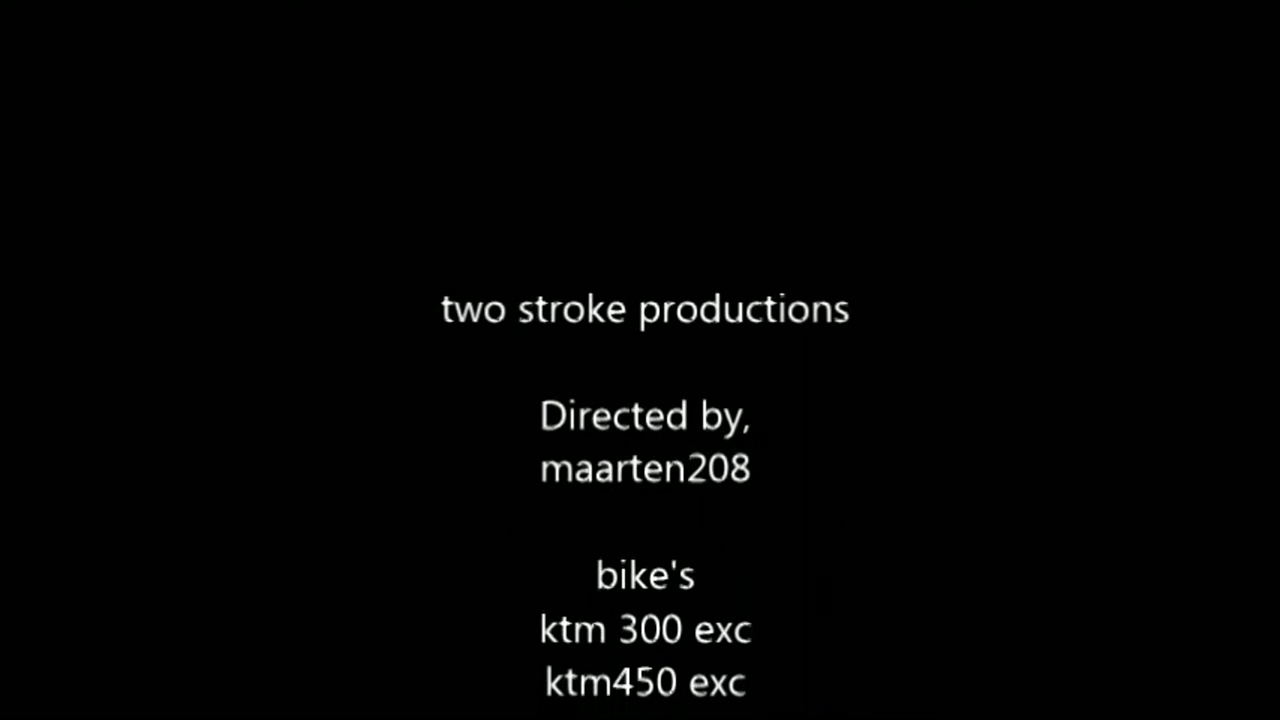 two stroke productions
Directed by,
maarten208
bike's
ktm 300 exc
ktm450 exc